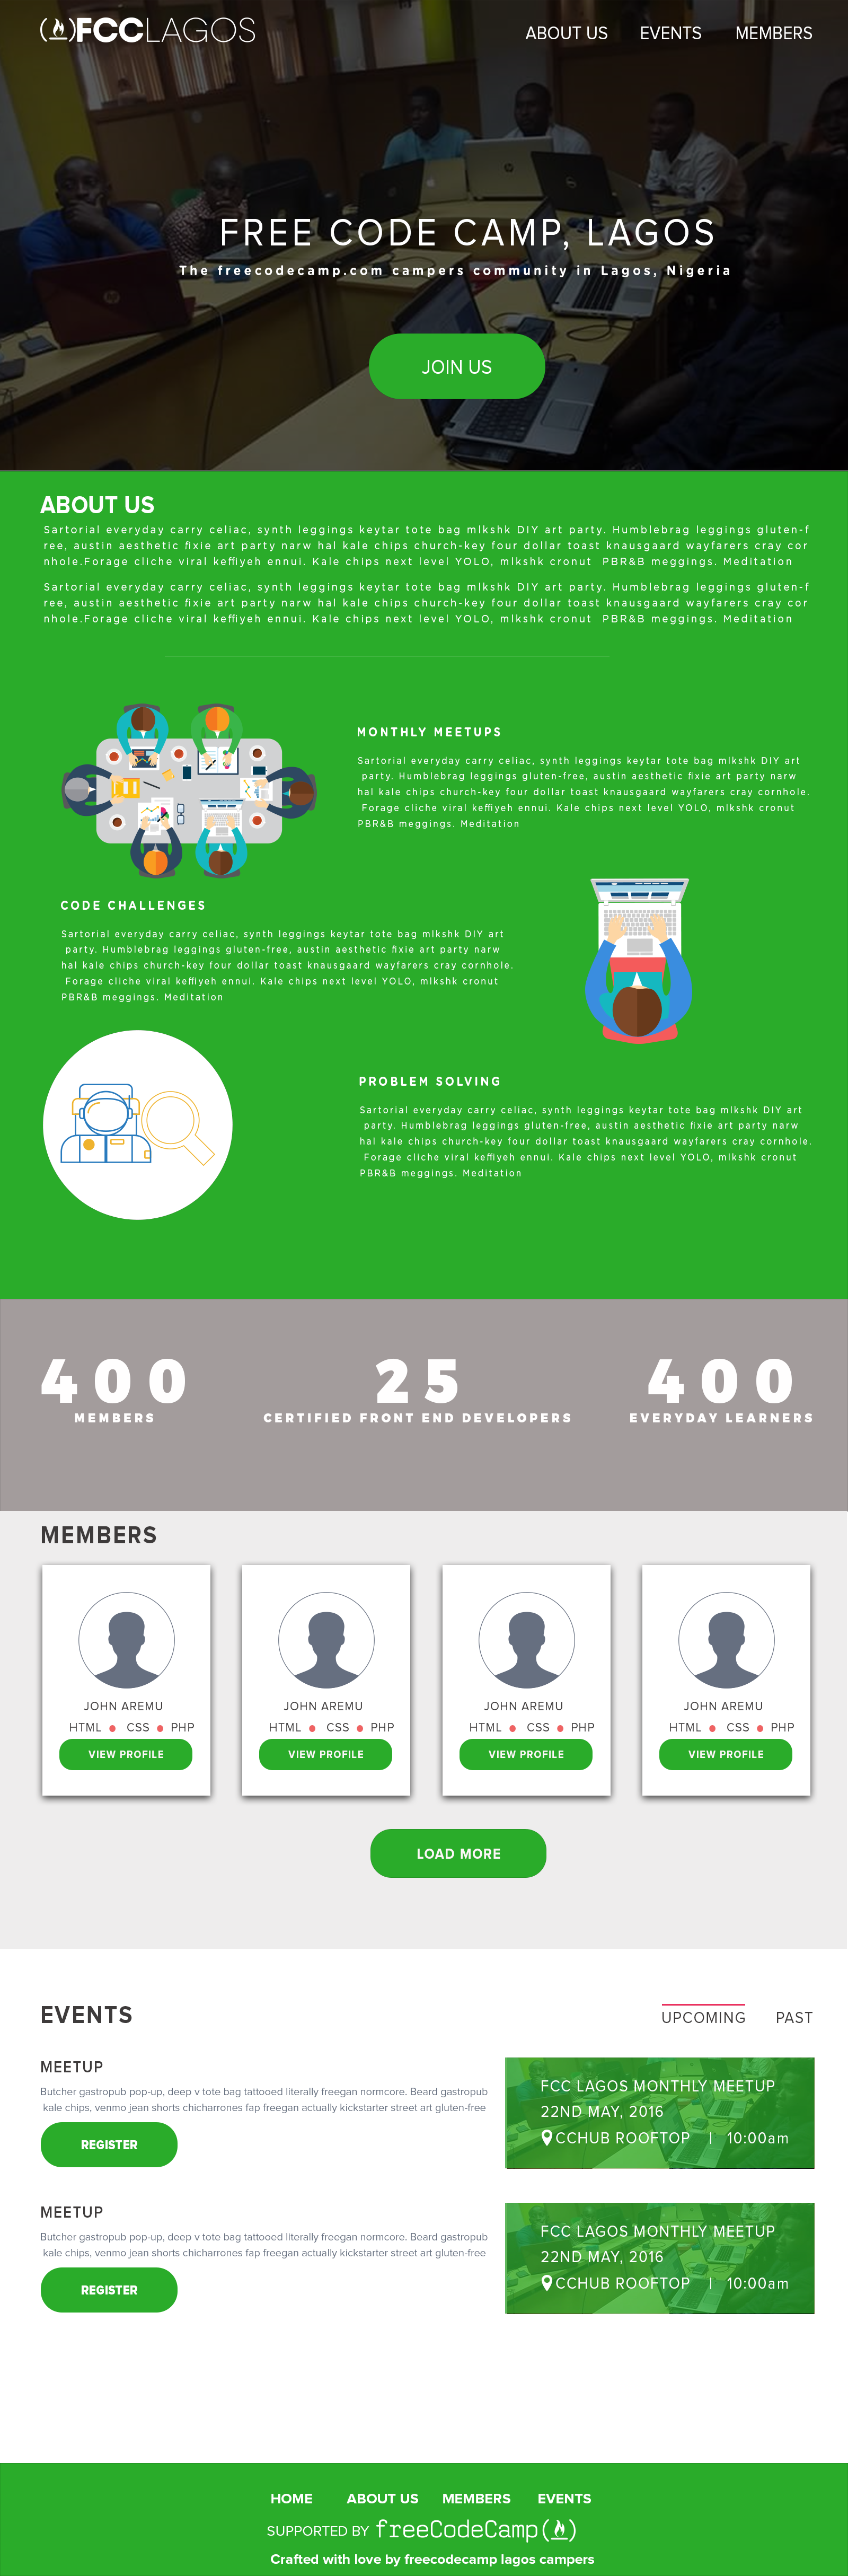 (🔥)FCCLAGOS
ABOUT US EVENTS MEMBERS
FREE CODE CAMP, LAGOS
The freecodecamp.com campers community in Lagos, Nigeria
JOIN US
ABOUT US
Sartorial everyday carry celiac, synth leggings keytar tote bag mlkshk DIY art party. Humblebrag leggings gluten-f
ree, austin aesthetic fixie art party narw hal kale chips church-key four dollar toast knausgaard wayfarers cray cor
nhole.Forage cliche viral keffiyeh ennui. Kale chips next level YOLO, mlkshk cronut PBR&B meggings. Meditation
Sartorial everyday carry celiac, synth leggings keytar tote bag mlkshk DIY art party. Humblebrag leggings gluten-f
ree, austin aesthetic fixie art party narw hal kale chips church-key four dollar toast knausgaard wayfarers cray cor
nhole.Forage cliche viral keffiyeh ennui. Kale chips next level YOLO, mlkshk cronut PBR&B meggings. Meditation
MONTHLY MEETUPS
Sartorial everyday carry celiac, synth leggings keytar tote bag mlkshk DIY art
party. Humblebrag leggings gluten-free, austin aesthetic fixie art party narw
hal kale chips church-key four dollar toast knausgaard wayfarers cray cornhole.
Forage cliche viral keffiyeh ennui. Kale chips next level YOLO, mlkshk cronut
PBR&B meggings. Meditation
CODE CHALLENGES
Sartorial everyday carry celiac, synth leggings keytar tote bag mlkshk DIY art
party. Humblebrag leggings gluten-free, austin aesthetic fixie art party narw
hal kale chips church-key four dollar toast knausgaard wayfarers cray cornhole.
Forage cliche viral keffiyeh ennui. Kale chips next level YOLO, mlkshk cronut
PBR&B meggings. Meditation
PROBLEM SOLVING
Sartorial everyday carry celiac, synth leggings keytar tote bag mlkshk DIY art
party. Humblebrag leggings gluten-free, austin aesthetic fixie art party narw
hal kale chips church-key four dollar toast knausgaard wayfarers cray cornhole.
Forage cliche viral keffiyeh ennui. Kale chips next level YOLO, mlkshk cronut
PBR&B meggings. Meditation
400 25 400
MEMBERS CERTIFIED FRONT END DEVELOPERS EVERYDAY LEARNERS
MEMBERS
JOHN AREMU JOHN AREMU JOHN AREMU JOHN AREMU
HTML ● CSS ● PHP HTML ● CSS ● PHP HTML ● CSS ● PHP HTML ● CSS ● PHP
VIEW PROFILE VIEW PROFILE VIEW PROFILE VIEW PROFILE
LOAD MORE
EVENTS
UPCOMING PAST
MEETUP
Butcher gastropub pop-up, deep v tote bag tattooed literally freegan normcore. Beard gastropub
kale chips, venmo jean shorts chicharrones fap freegan actually kickstarter street art gluten-free
REGISTER
FCC LAGOS MONTHLY MEETUP
22ND MAY, 2016
CCHUB ROOFTOP | 10:00am
MEETUP
Butcher gastropub pop-up, deep v tote bag tattooed literally freegan normcore. Beard gastropub
kale chips, venmo jean shorts chicharrones fap freegan actually kickstarter street art gluten-free
REGISTER
FCC LAGOS MONTHLY MEETUP
22ND MAY, 2016
CCHUB ROOFTOP | 10:00am
HOME ABOUT US MEMBERS EVENTS
SUPPORTED BY freeCodeCamp(🔥)
Crafted with love by freecodecamp lagos campers